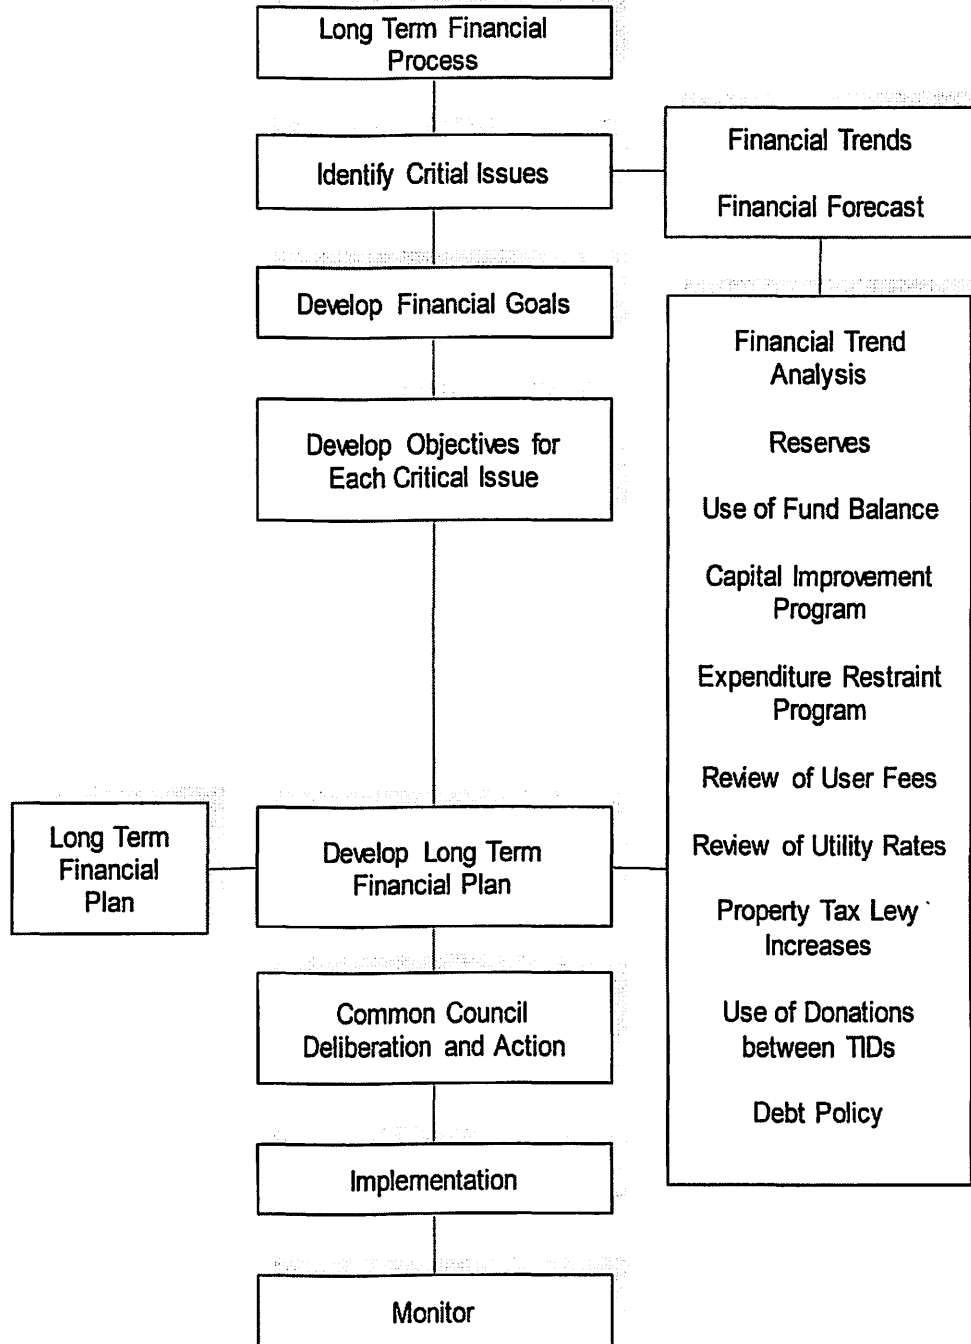 Long Term Financial
Process
Identify Critial Issues
Financial Trends
Financial Forecast
Develop Financial Goals
Develop Objectives for
Each Critical Issue
Financial Trend
Analysis
Reserves
Use of Fund Balance
Capital Improvement
Program
Expenditure Restraint
Program
Review of User Fees
Review of Utility Rates
Property Tax Levy
Increases
Use of Donations
between TIDs
Debt Policy
Long Term
Financial
Plan
Develop Long Term
Financial Plan
Common Council
Deliberation and Action
Implementation
Monitor